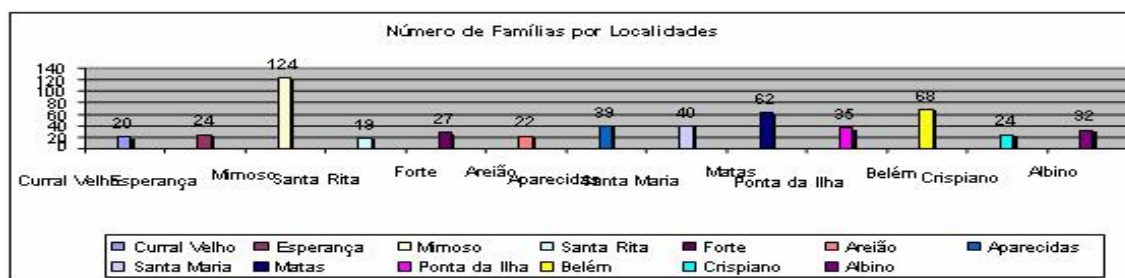 Número de Famílias por Localidades
140
120
100
80
60
40
20
0
20 24 124 19 27 22 39 40 62 35 68 24 32
Curral Velho Esperança Mimoso Santa Rita Forte Areião Aparecidas Santa Maria Matas Ponta da Ilha Belém Crispiano Albino
Curral Velho Esperança Mimoso Santa Rita Forte Areião Aparecidas
Santa Maria Matas Ponta da Ilha Belém Crispiano Albino